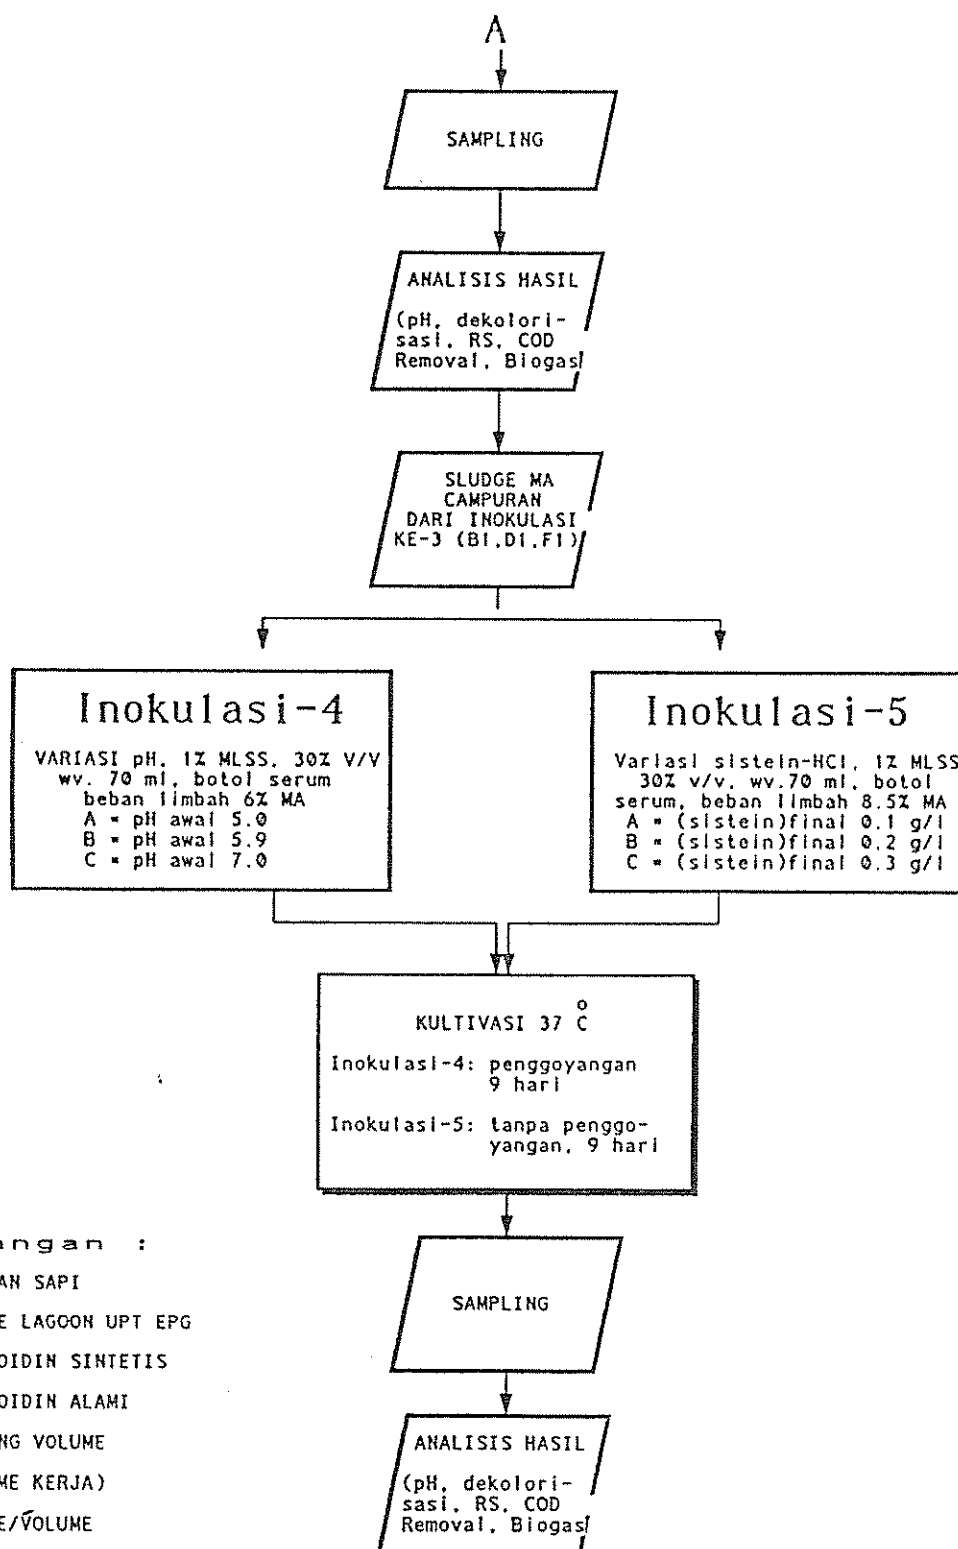 A
SAMPLING
ANALISIS HASIL
(pH, dekolori-
sasi, RS, COD
Removal, Biogas
SLUDGE MA
CAMPURAN
DARI INOKULASI
KE-3 (B1,D1,F1)
Inokulasi-4
VARIASI pH, 1% MLSS, 30% V/V
wv. 70 ml, botol serum
beban limbah 6% MA
A = pH awal 5.0
B = pH awal 5.9
C = pH awal 7.0
Inokulasi-5
Variasi sistein-HCl, 1% MLSS
30% v/v, wv.70 ml, botol
serum, beban limbah 8.5% MA
A = (sistein)final 0.1 g/l
B = (sistein)final 0.2 g/l
C = (sistein)final 0.3 g/l
KULTIVASI 37 °C
Inokulasi-4: penggoyangan
9 hari
Inokulasi-5: tanpa penggo-
yangan, 9 hari
SAMPLING
ANALISIS HASIL
(pH, dekolori-
sasi, RS, COD
Removal, Biogas
angan :
AN SAPI
E LAGOON UPT EPG
OIDIN SINTETIS
OIDIN ALAMI
NG VOLUME
ME KERJA)
E/VOLUME